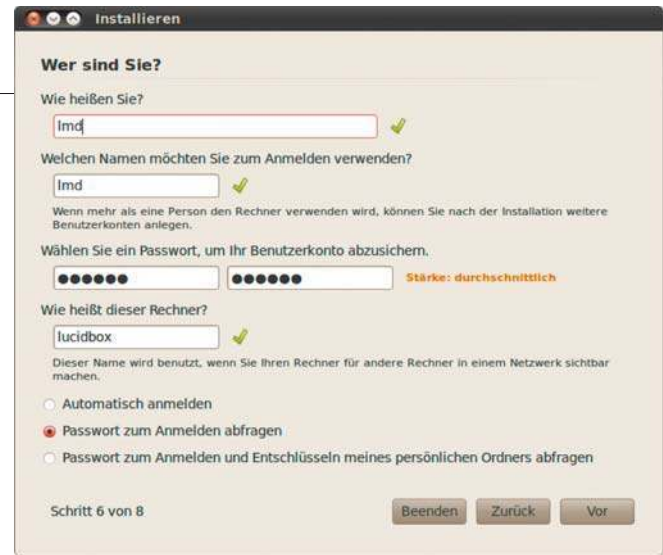 Installieren
Wer sind Sie?
Wie heißen Sie?
lmd
Welchen Namen möchten Sie zum Anmelden verwenden?
lmd
Wenn mehr als eine Person den Rechner verwenden wird, können Sie nach der Installation weitere
Benutzerkonten anlegen.
Wählen Sie ein Passwort, um Ihr Benutzerkonto abzusichern.
●●●●●● ●●●●●● Stärke: durchschnittlich
Wie heißt dieser Rechner?
lucidbox
Dieser Name wird benutzt, wenn Sie Ihren Rechner für andere Rechner in einem Netzwerk sichtbar
machen.
Automatisch anmelden
Passwort zum Anmelden abfragen
Passwort zum Anmelden und Entschlüsseln meines persönlichen Ordners abfragen
Schritt 6 von 8 Beenden Zurück Vor